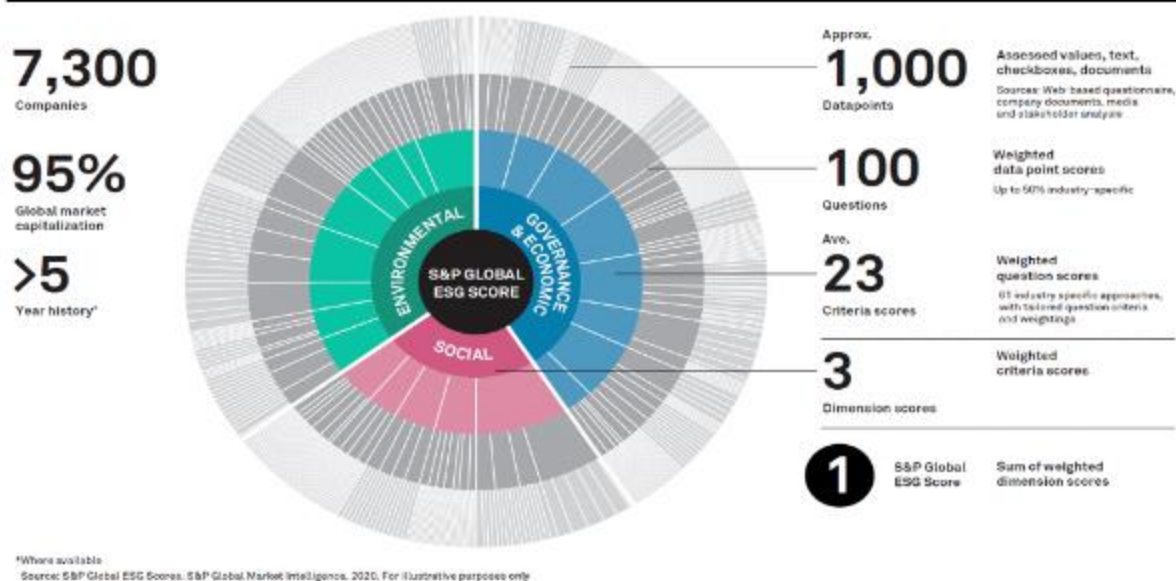 7,300
Companies
95%
Global market
capitalization
>5
Year history*
ENVIRONMENTAL
GOVERNANCE
& ECONOMIC
SOCIAL
S&P GLOBAL
ESG SCORE
Approx.
1,000
Datapoints
Assessed values, text,
checkboxes, documents
Sources: Web-based questionnaire,
company documents, media
and stakeholder analysis
100
Questions
Weighted
data point scores
Up to 50% industry-specific
Ave.
23
Criteria scores
Weighted
question scores
61 industry specific approaches,
with tailored question criteria
and weightings
3
Dimension scores
Weighted
criteria scores
1
S&P Global
ESG Score
Sum of weighted
dimension scores
*Where available
Source: S&P Global ESG Scores, S&P Global Market Intelligence, 2020. For illustrative purposes only